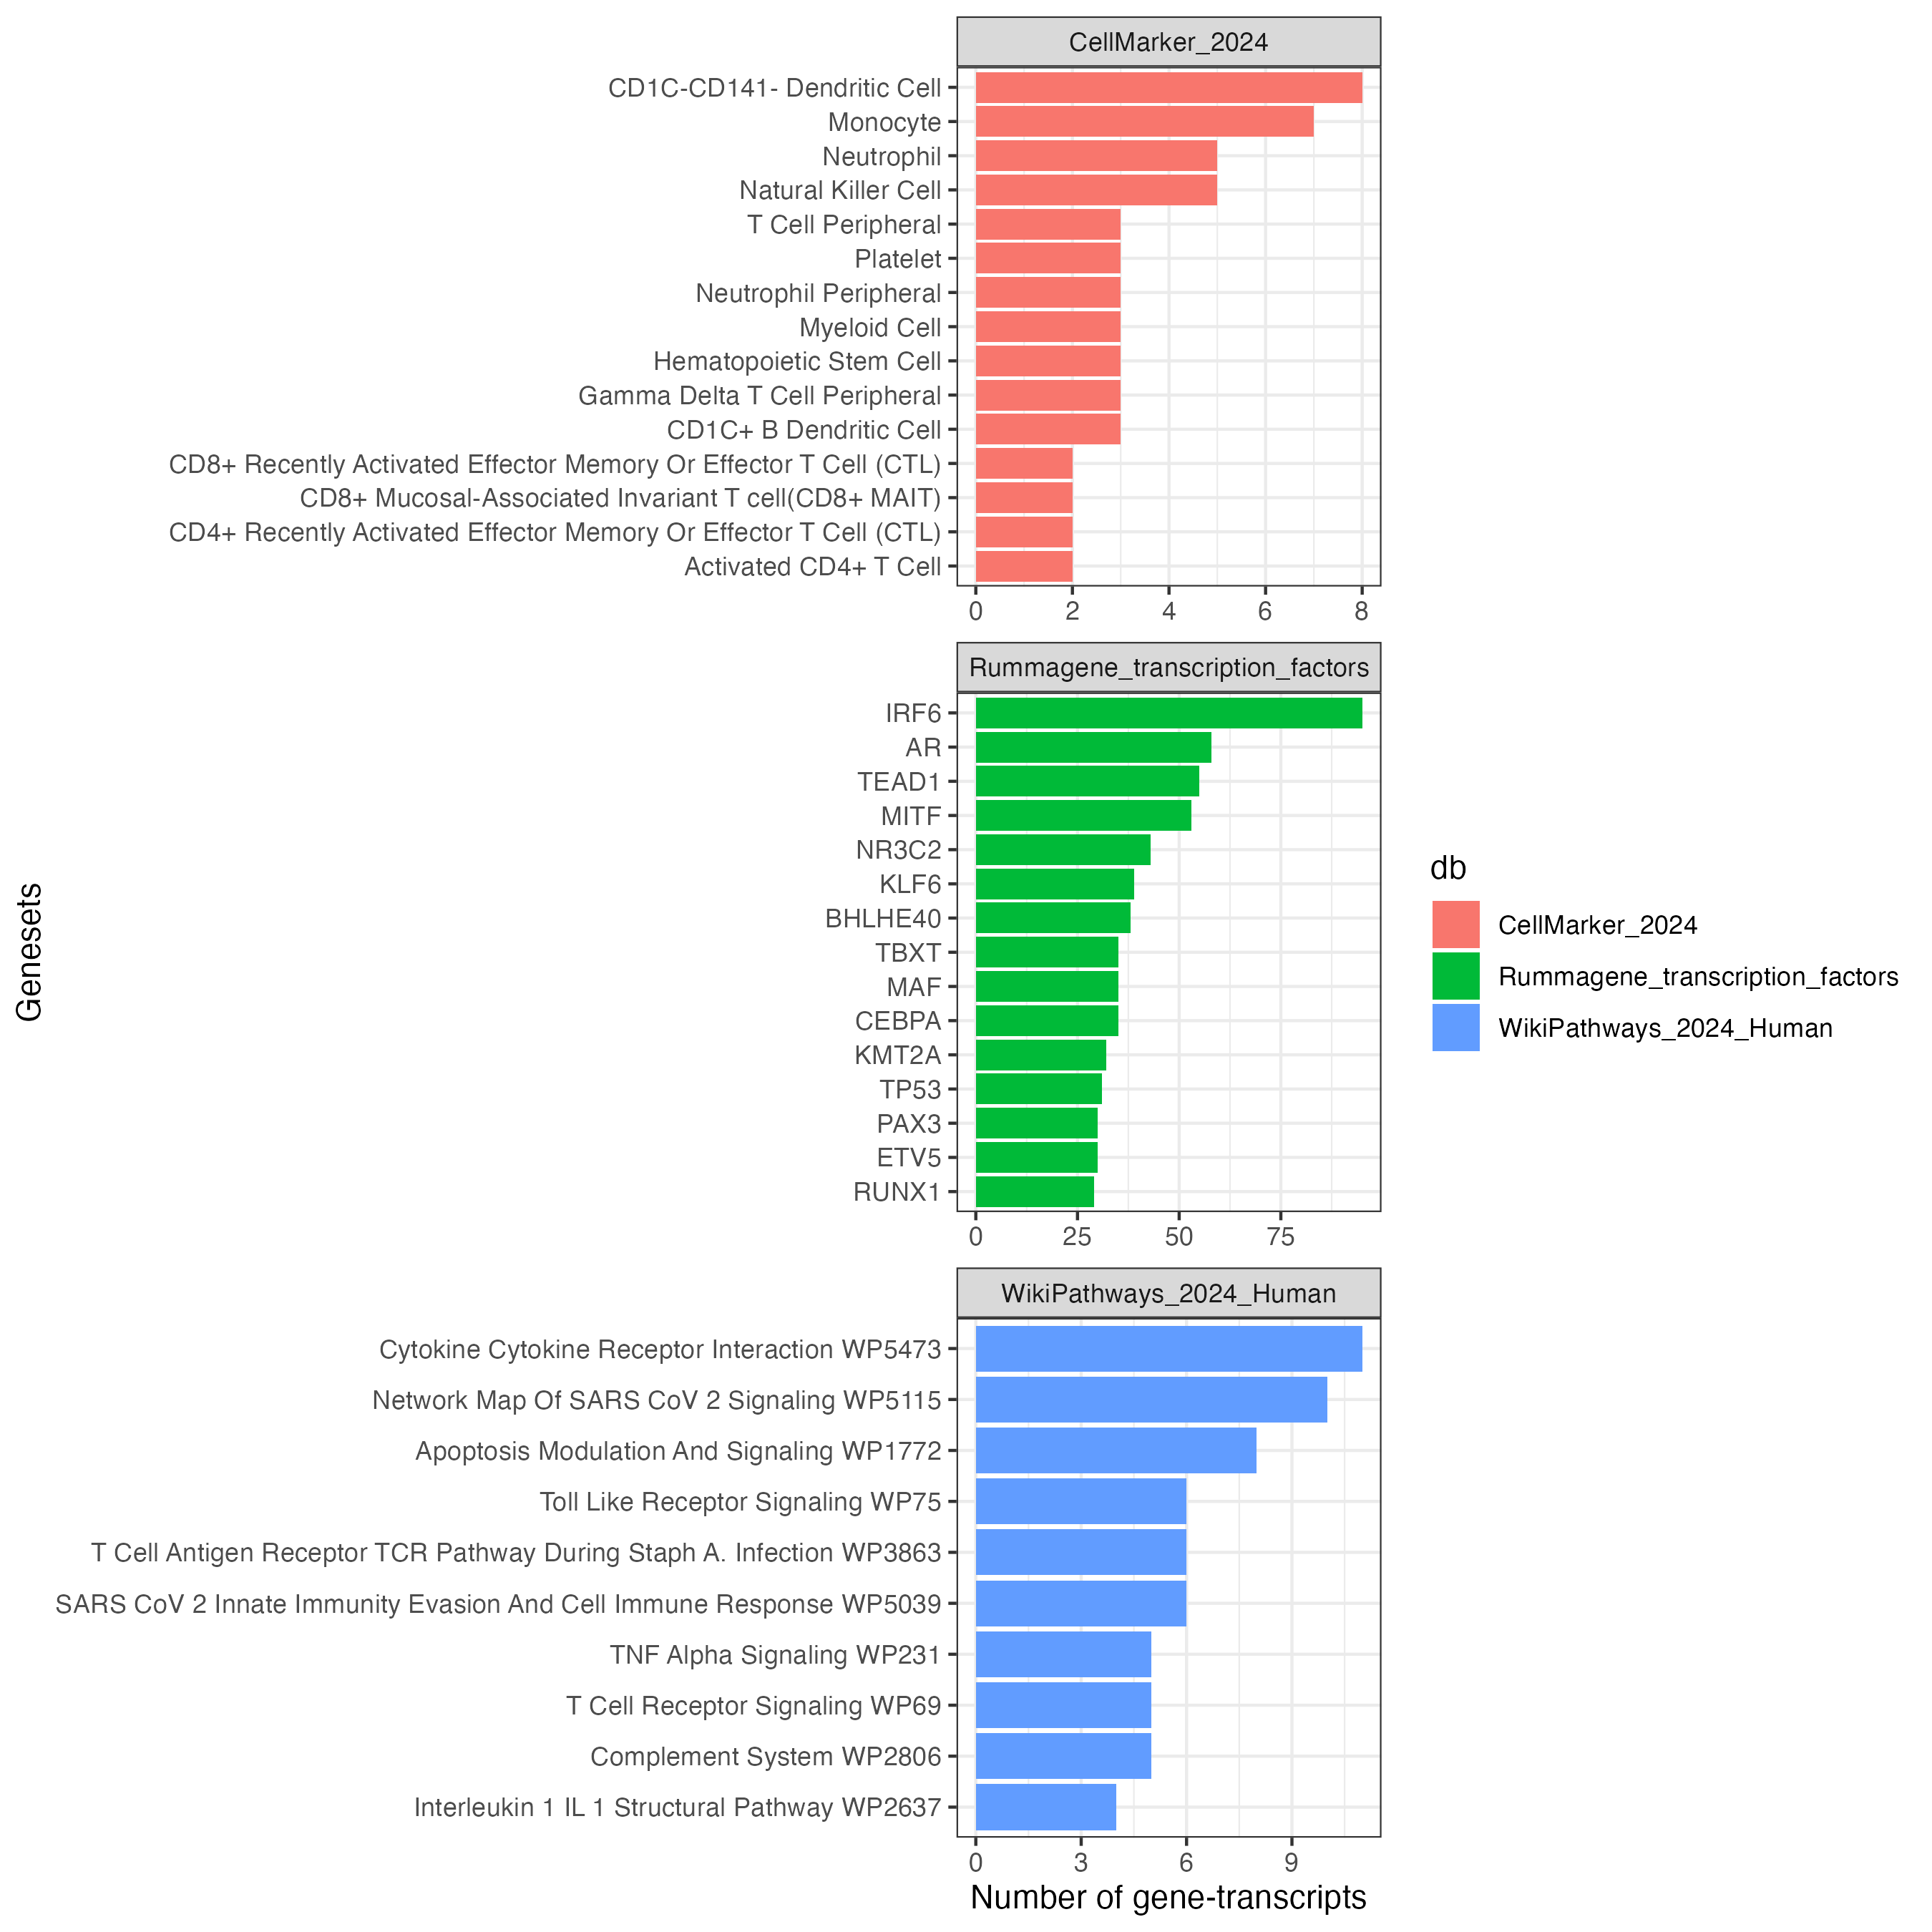 CellMarker_2024
CD1C-CD141- Dendritic Cell
Monocyte
Neutrophil
Natural Killer Cell
T Cell Peripheral
Platelet
Neutrophil Peripheral
Myeloid Cell
Hematopoietic Stem Cell
Gamma Delta T Cell Peripheral
CD1C+ B Dendritic Cell
CD8+ Recently Activated Effector Memory Or Effector T Cell (CTL)
CD8+ Mucosal-Associated Invariant T cell(CD8+ MAIT)
CD4+ Recently Activated Effector Memory Or Effector T Cell (CTL)
Activated CD4+ T Cell
0 2 4 6 8
Rummagene_transcription_factors
IRF6
AR
TEAD1
MITF
NR3C2
KLF6
BHLHE40
TBXT
MAF
CEBPA
KMT2A
TP53
PAX3
ETV5
RUNX1
0 25 50 75
WikiPathways_2024_Human
Cytokine Cytokine Receptor Interaction WP5473
Network Map Of SARS CoV 2 Signaling WP5115
Apoptosis Modulation And Signaling WP1772
Toll Like Receptor Signaling WP75
T Cell Antigen Receptor TCR Pathway During Staph A. Infection WP3863
SARS CoV 2 Innate Immunity Evasion And Cell Immune Response WP5039
TNF Alpha Signaling WP231
T Cell Receptor Signaling WP69
Complement System WP2806
Interleukin 1 IL 1 Structural Pathway WP2637
0 3 6 9
Number of gene-transcripts
Genesets
db
CellMarker_2024
Rummagene_transcription_factors
WikiPathways_2024_Human